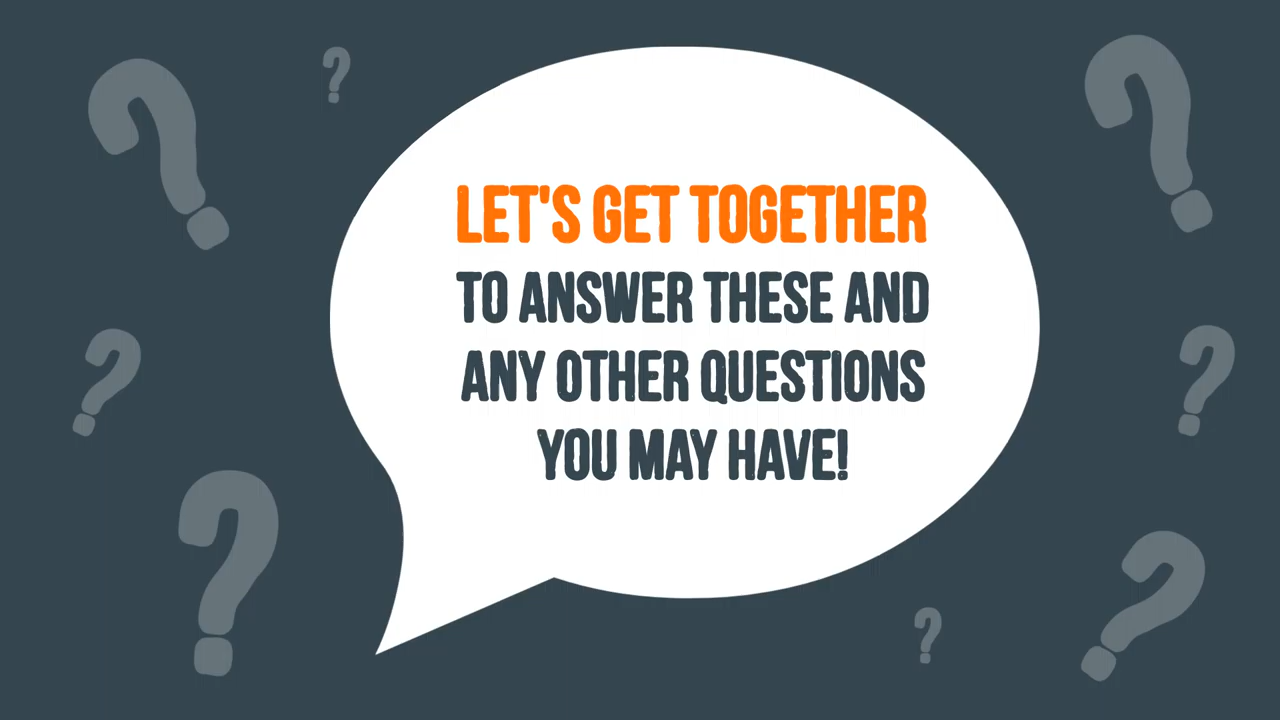 LET'S GET TOGETHER
TO ANSWER THESE AND
ANY OTHER QUESTIONS
YOU MAY HAVE!